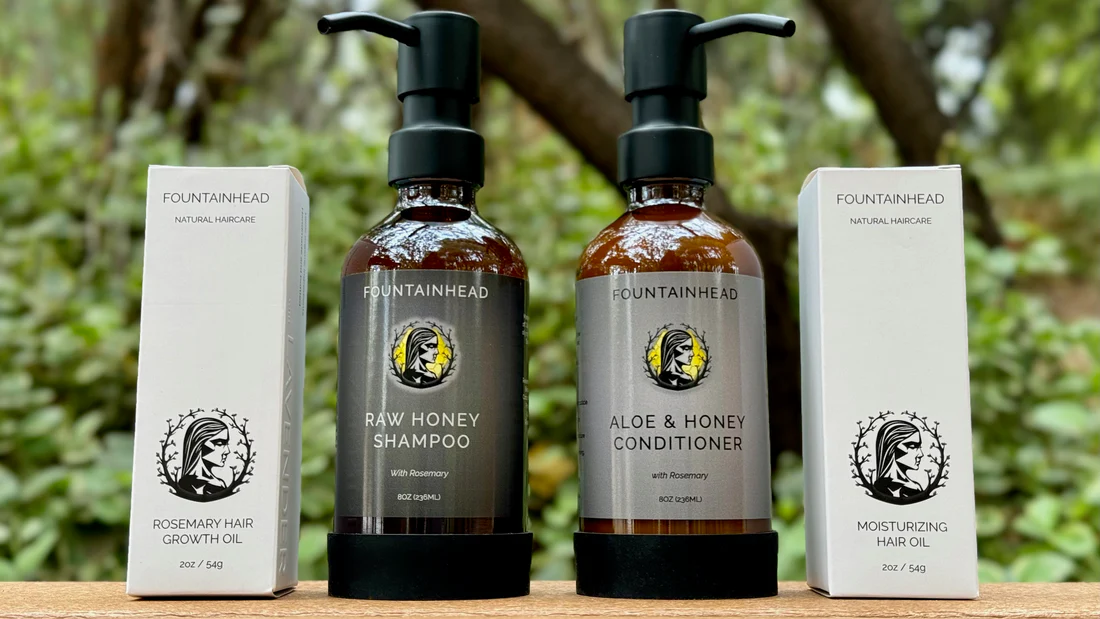 FOUNTAINHEAD
NATURAL HAIRCARE
ROSEMARY HAIR
GROWTH OIL
2oz / 54g
LAVENDER
FOUNTAINHEAD
RAW HONEY
SHAMPOO
With Rosemary
8OZ (236ML)
FOUNTAINHEAD
ALOE & HONEY
CONDITIONER
with Rosemary
8OZ (236ML)
FOUNTAINHEAD
NATURAL HAIRCARE
MOISTURIZING
HAIR OIL
2oz / 54g